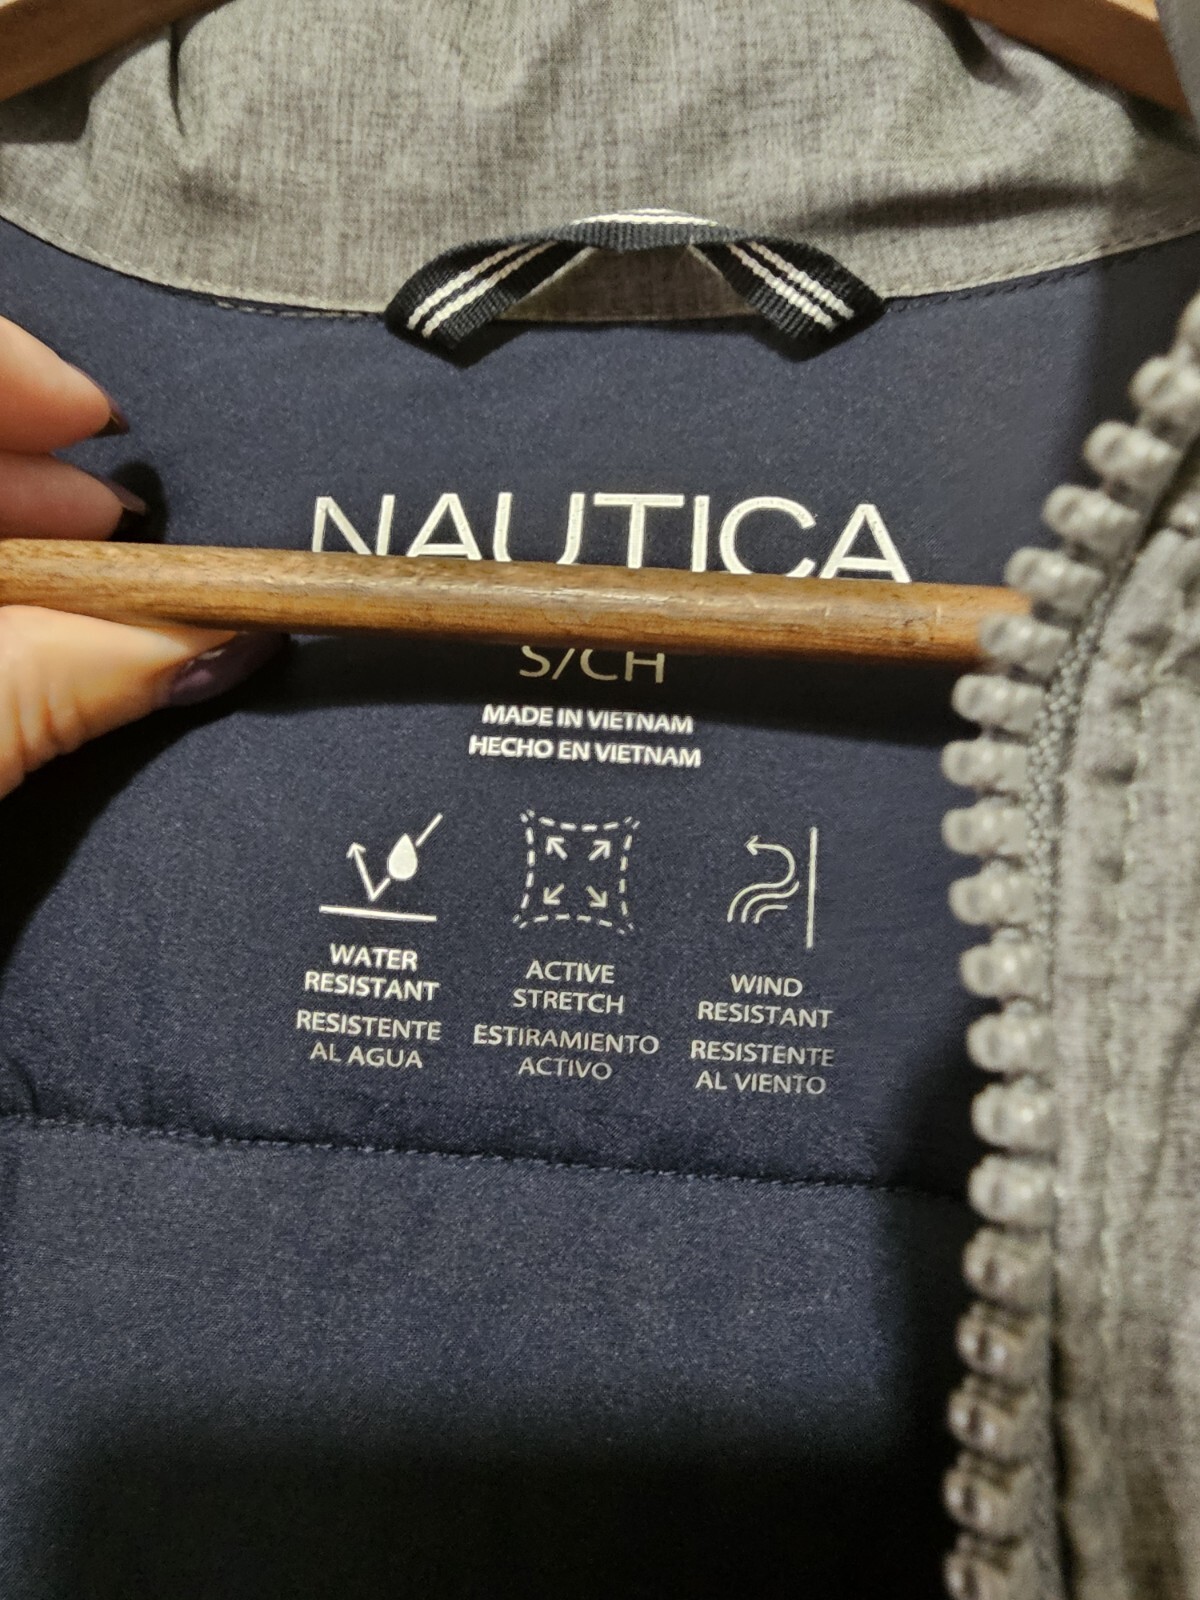 NAUTICA
S/CH
MADE IN VIETNAM
HECHO EN VIETNAM
WATER
RESISTANT
RESISTENTE
AL AGUA
ACTIVE
STRETCH
ESTIRAMIENTO
ACTIVO
WIND
RESISTANT
RESISTENTE
AL VIENTO